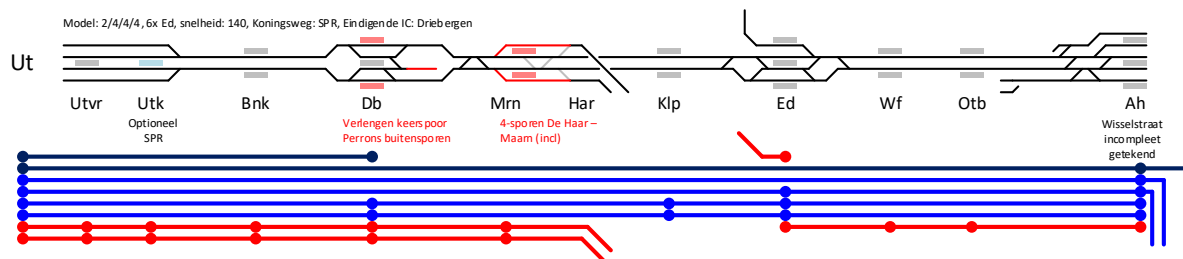 Model: 2/4/4/4, 6x Ed, snelheid: 140, Koningsweg: SPR, Eindigende IC: Driebergen
Ut
Utvr Utk Bnk Db Mrn Har Klp Ed Wf Otb Ah
Optioneel
SPR
Verlengen keerspoor
Perrons buitensporen
4-sporen De Haar –
Maarn (incl)
Wisselstraat
incompleet
getekend